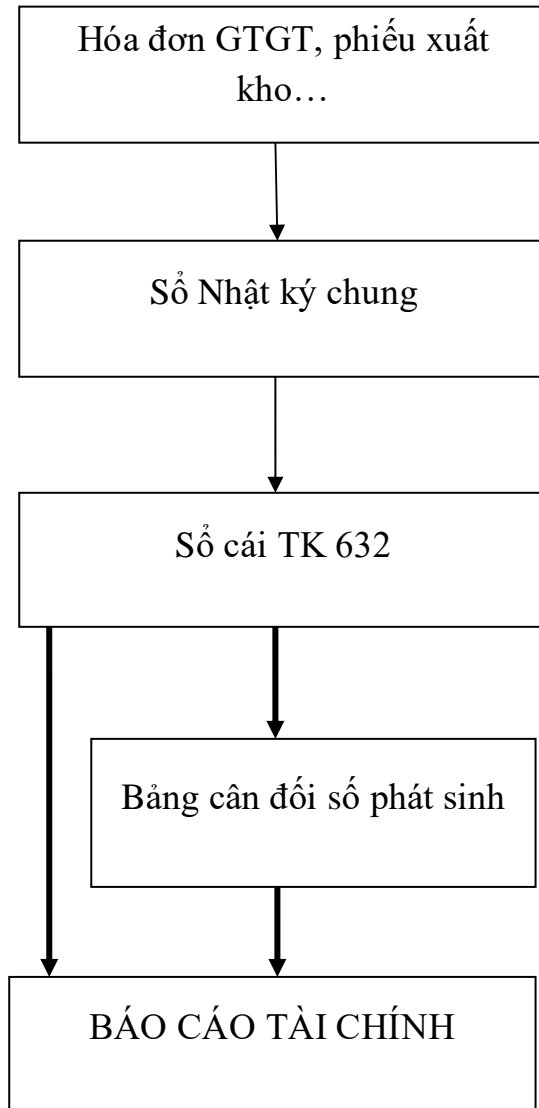 Hóa đơn GTGT, phiếu xuất
kho…
Sổ Nhật ký chung
Sổ cái TK 632
Bảng cân đối số phát sinh
BÁO CÁO TÀI CHÍNH